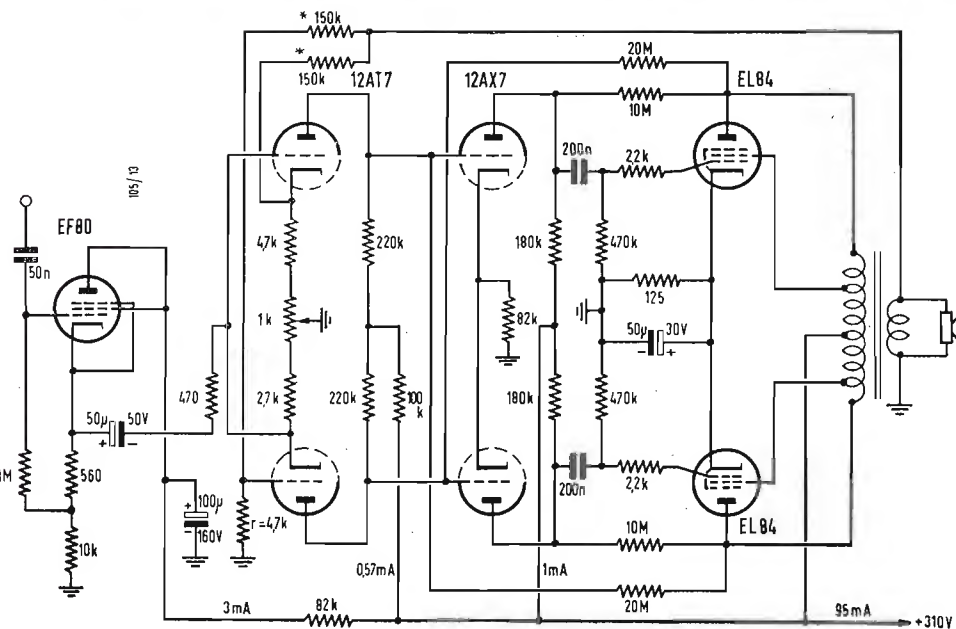 * 150k
*
150k
12AT7
20M
12AX7
10M
EL84
105/13
EF80
50n
200n
2,2k
4,7k
220k
180k
470k
125
1k
82k
50µ
30V
- +
2,7k
220k
100k
180k
470k
470
50µ
50V
+ -
560
200n
2,2k
M
10k
+
100µ
-
160V
r=4,7k
EL84
10M
0,57mA
1mA
20M
3mA
82k
95mA
+310V